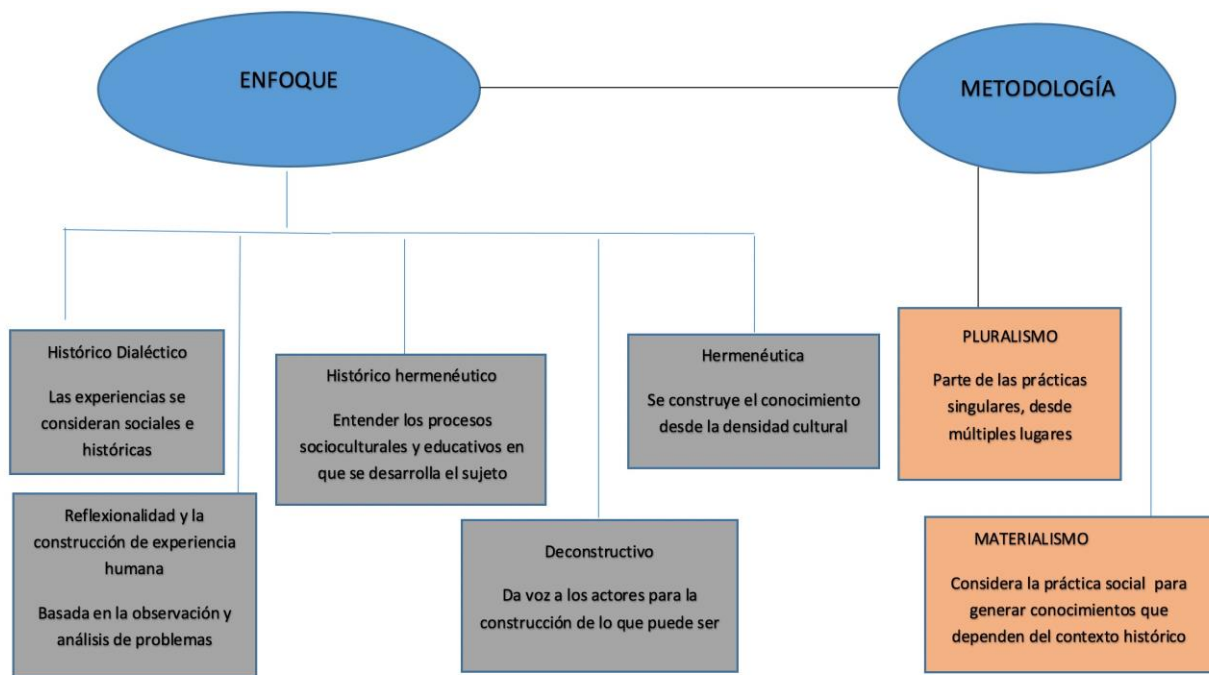 ENFOQUE
METODOLOGÍA
Histórico Dialéctico
Las experiencias se
consideran sociales e
históricas
Reflexionalidad y la
construcción de experiencia
humana
Basada en la observación y
análisis de problemas
Histórico hermenéutico
Entender los procesos
socioculturales y educativos en
que se desarrolla el sujeto
Deconstructivo
Da voz a los actores para la
construcción de lo que puede ser
Hermenéutica
Se construye el conocimiento
desde la densidad cultural
PLURALISMO
Parte de las prácticas
singulares, desde
múltiples lugares
MATERIALISMO
Considera la práctica social para
generar conocimientos que
dependen del contexto histórico